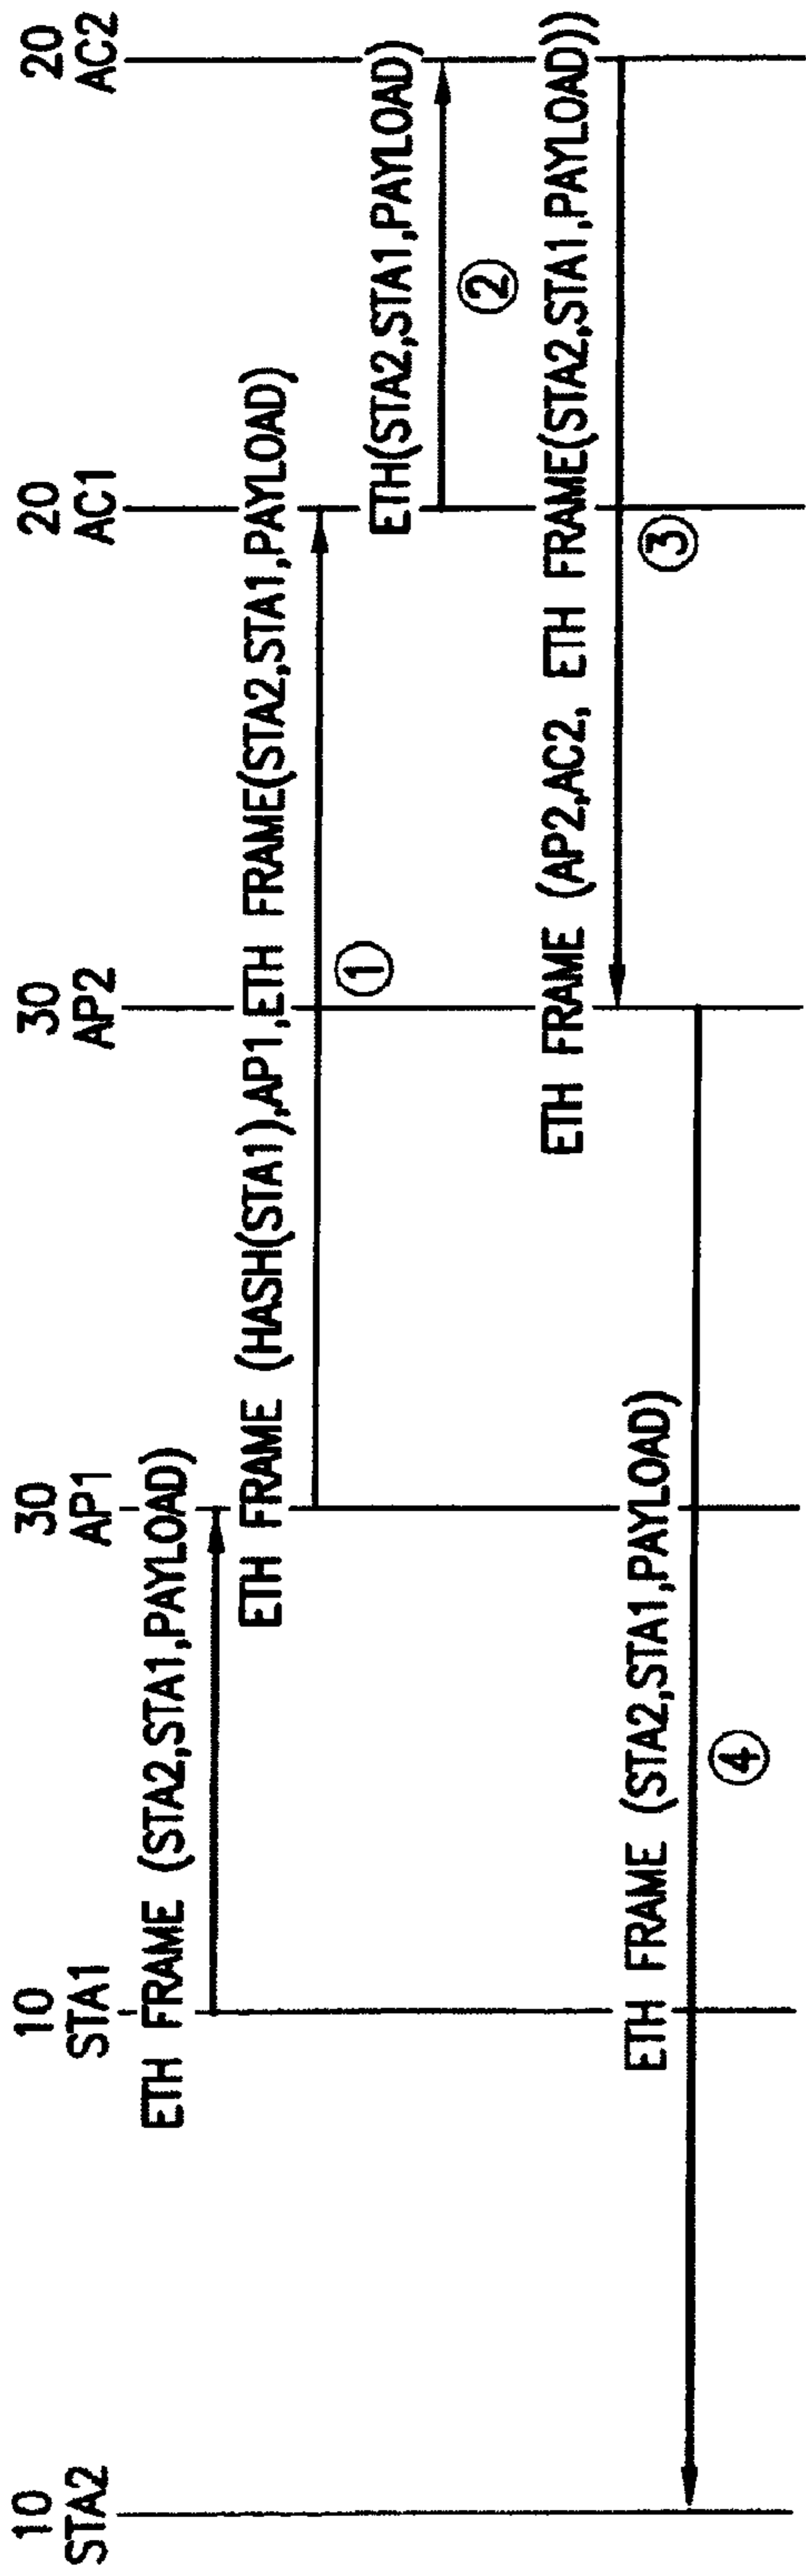 10
STA2
10
STA1
30
AP1
30
AP2
20
AC1
20
AC2
ETH FRAME (STA2,STA1,PAYLOAD)
ETH FRAME (HASH(STA1),AP1,ETH FRAME(STA2,STA1,PAYLOAD))
1
ETH(STA2,STA1,PAYLOAD)
2
ETH FRAME (AP2,AC2, ETH FRAME(STA2,STA1,PAYLOAD))
3
ETH FRAME (STA2,STA1,PAYLOAD)
4